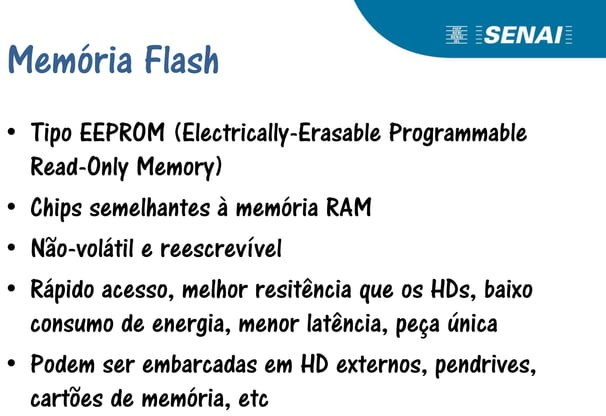 SENAI
Memória Flash
• Tipo EEPROM (Electrically-Erasable Programmable
Read-Only Memory)
• Chips semelhantes à memória RAM
• Não-volátil e reescrevível
• Rápido acesso, melhor resitência que os HDs, baixo
consumo de energia, menor latência, peça única
• Podem ser embarcadas em HD externos, pendrives,
cartões de memória, etc